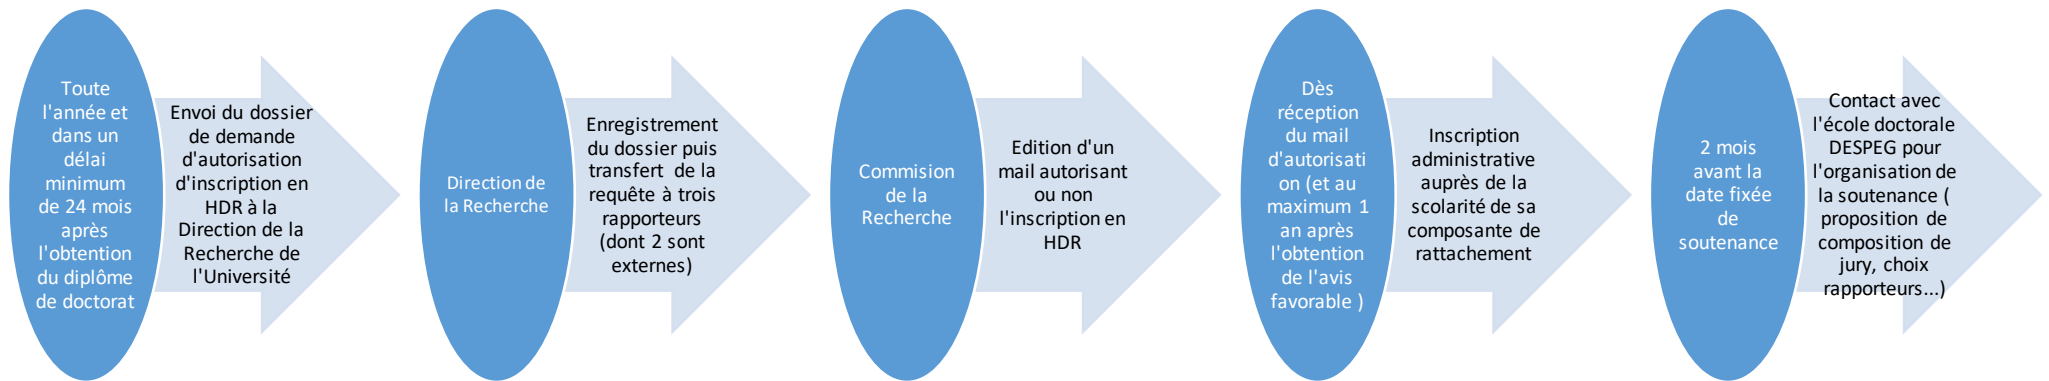 Toute
l'année et
dans un
délai
minimum
de 24 mois
après
l'obtention
du diplôme
de doctorat
Envoi du dossier
de demande
d'autorisation
d'inscription en
HDR à la
Direction de la
Recherche de
l'Université
Direction de
la Recherche
Enregistrement
du dossier puis
transfert de la
requête à trois
rapporteurs
(dont 2 sont
externes)
Commision
de la
Recherche
Edition d'un
mail autorisant
ou non
l'inscription en
HDR
Dès
réception
du mail
d'autorisati
on (et au
maximum 1
an après
l'obtention
de l'avis
favorable )
Inscription
administrative
auprès de la
scolarité de sa
composante de
rattachement
2 mois
avant la
date fixée
de
soutenance
Contact avec
l'école doctorale
DESPEG pour
l'organisation de
la soutenance (
proposition de
composition de
jury, choix
rapporteurs...)